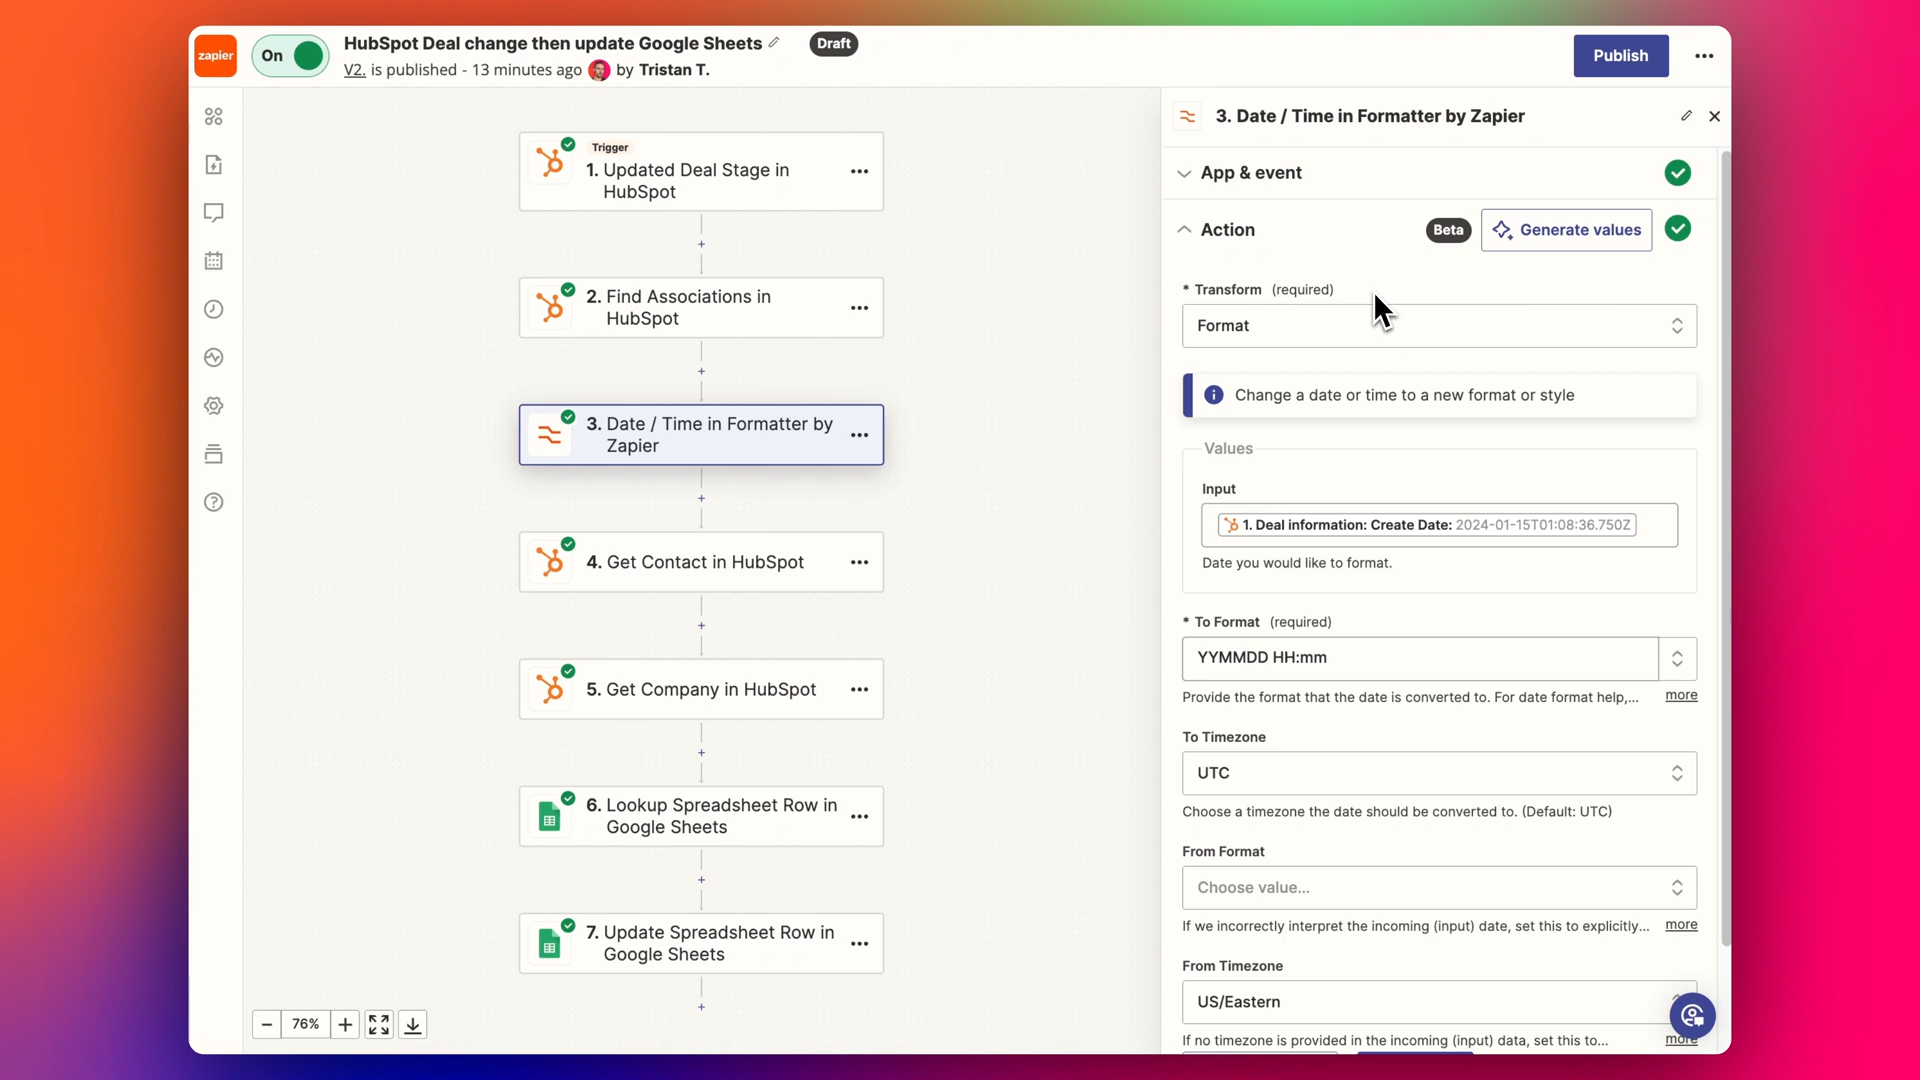 zapier
On
HubSpot Deal change then update Google Sheets
Draft
V2. is published - 13 minutes ago by Tristan T.
Publish
Trigger
1. Updated Deal Stage in
HubSpot
2. Find Associations in
HubSpot
3. Date / Time in Formatter by
Zapier
4. Get Contact in HubSpot
5. Get Company in HubSpot
6. Lookup Spreadsheet Row in
Google Sheets
7. Update Spreadsheet Row in
Google Sheets
76%
3. Date / Time in Formatter by Zapier
App & event
Action
Beta
Generate values
* Transform (required)
Format
Change a date or time to a new format or style
Values
Input
1. Deal information: Create Date: 2024-01-15T01:08:36.750Z
Date you would like to format.
* To Format (required)
YYMMDD HH:mm
Provide the format that the date is converted to. For date format help,... more
To Timezone
UTC
Choose a timezone the date should be converted to. (Default: UTC)
From Format
Choose value...
If we incorrectly interpret the incoming (input) date, set this to explicitly... more
From Timezone
US/Eastern
If no timezone is provided in the incoming (input) data, set this to... more